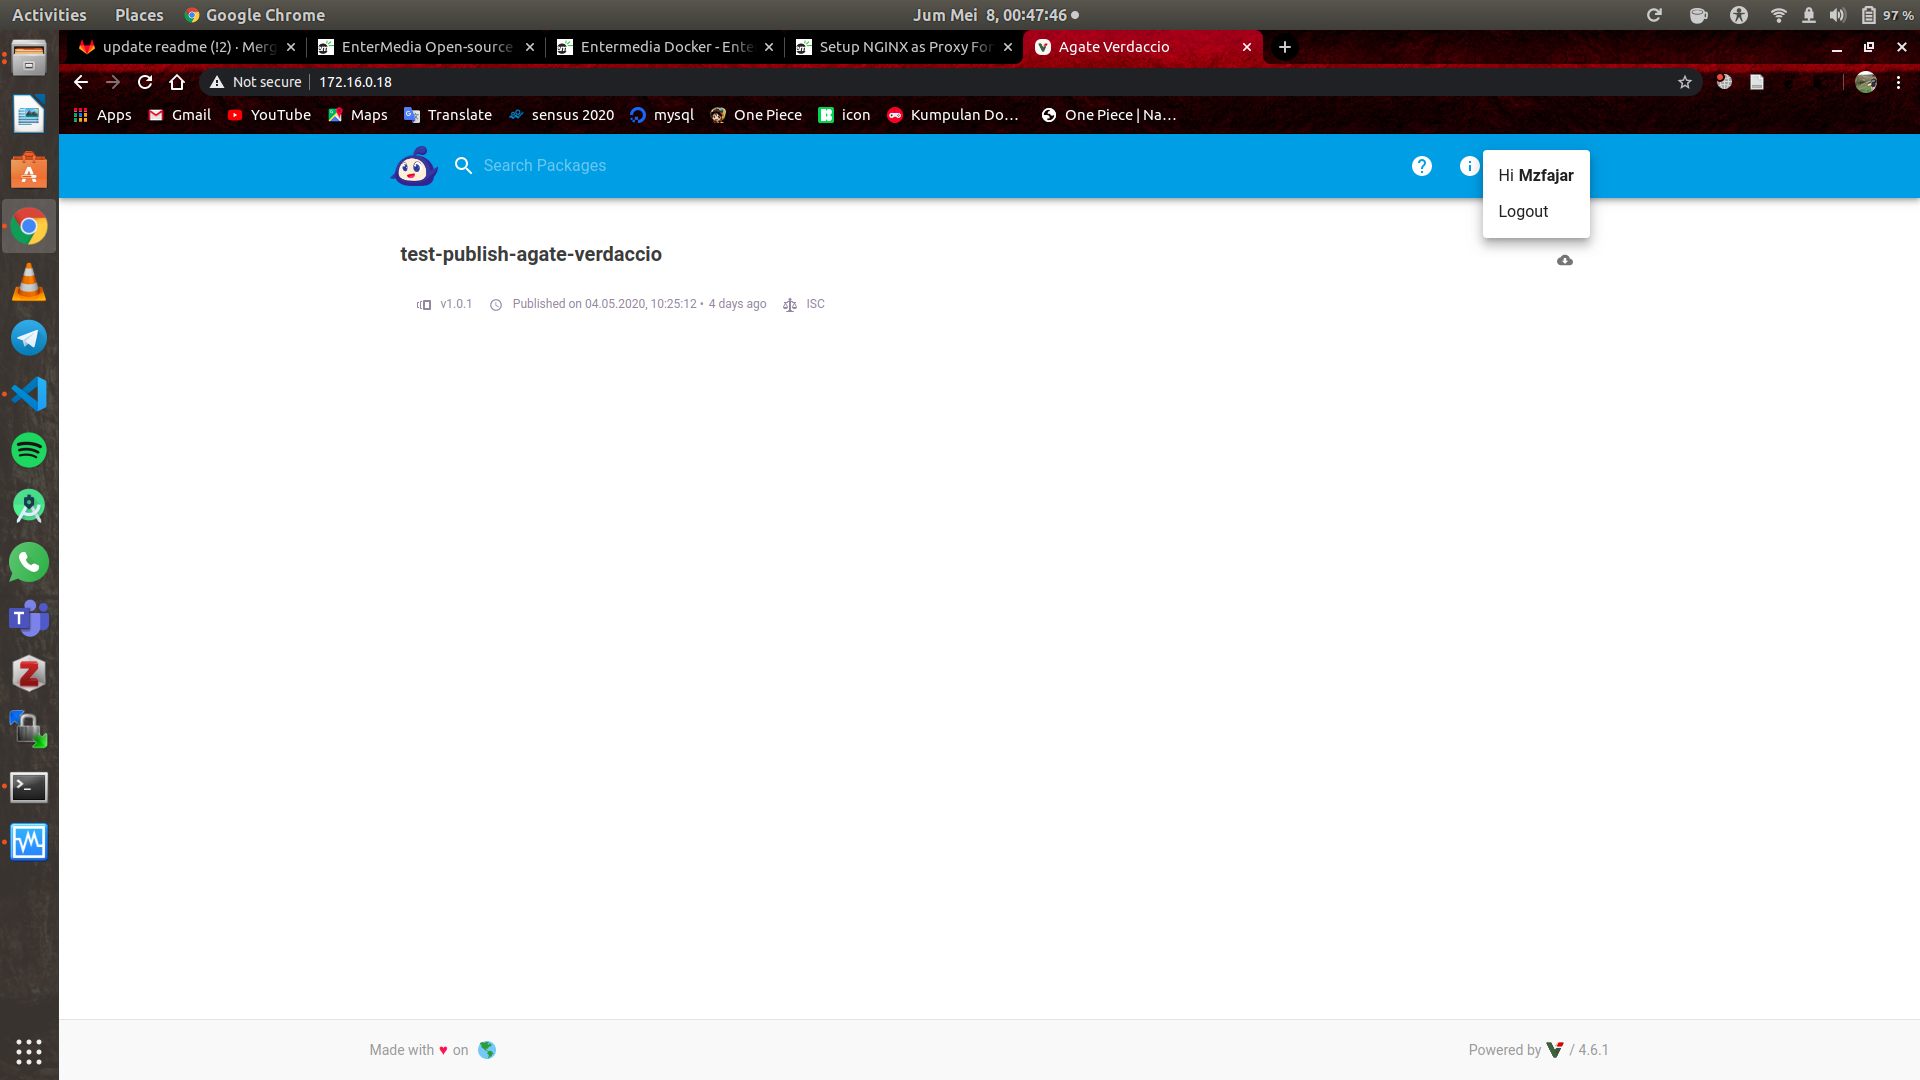 Activities Places Google Chrome Jum Mei 8, 00:47:46 97 %
update readme (!2) · Merg EnterMedia Open-source Entermedia Docker - Ente Setup NGINX as Proxy For Agate Verdaccio
Not secure 172.16.0.18
Apps Gmail YouTube Maps Translate sensus 2020 mysql One Piece icon Kumpulan Do… One Piece | Na…
Search Packages
Hi Mzfajar
Logout
test-publish-agate-verdaccio
v1.0.1 Published on 04.05.2020, 10:25:12 • 4 days ago ISC
Made with ♥ on
Powered by / 4.6.1